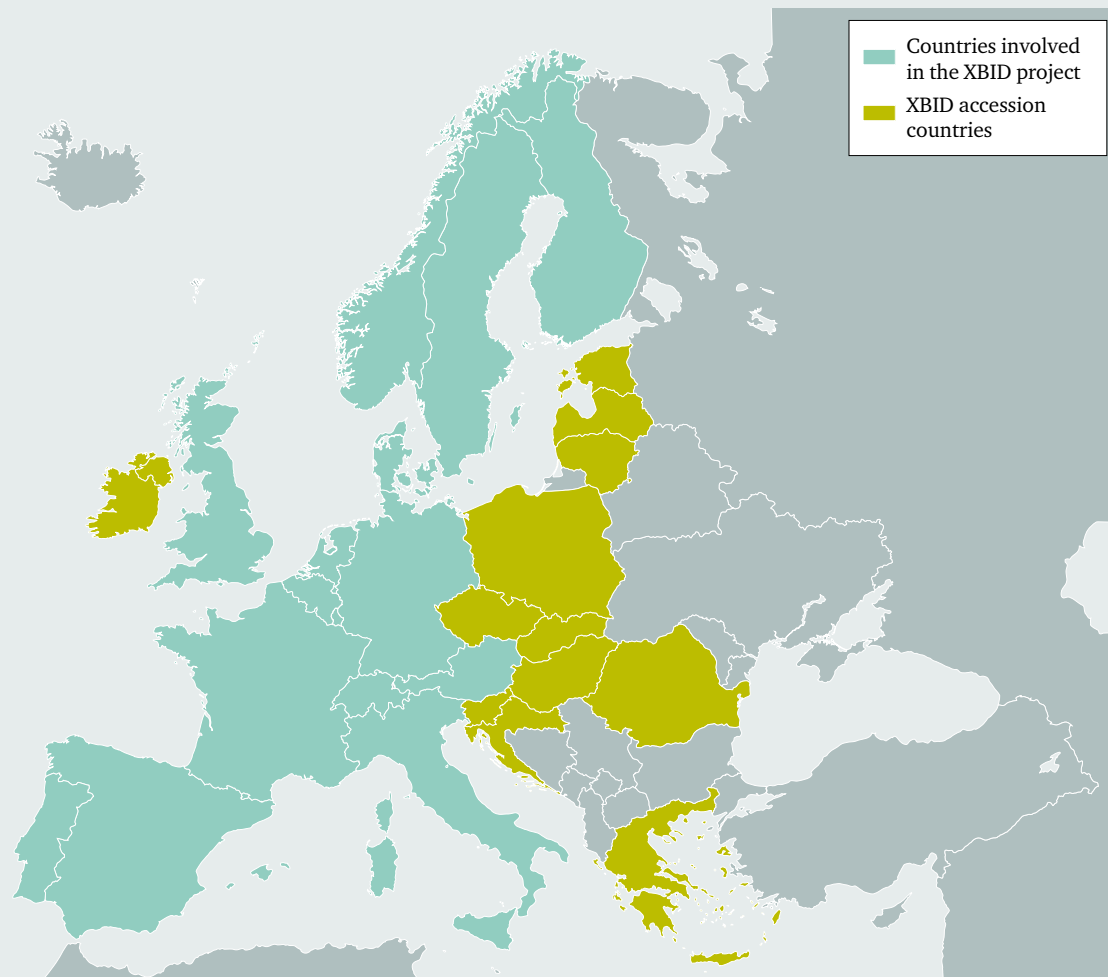 Countries involved
in the XBID project
XBID accession
countries